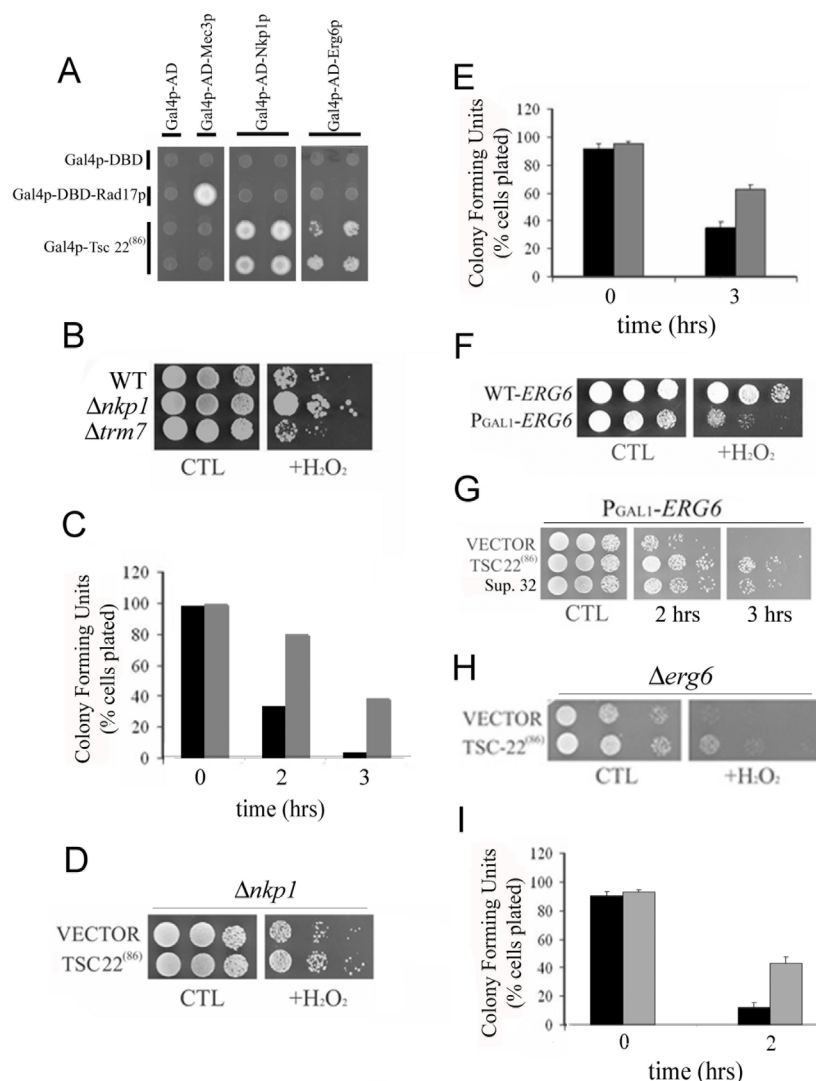 A
Gal4p-AD
Gal4p-AD-Mec3p
Gal4p-AD-Nkp1p
Gal4p-AD-Erg6p
Gal4p-DBD
Gal4p-DBD-Rad17p
Gal4p-Tsc 22(86)
B
WT
Δnkp1
Δtrm7
CTL +H2O2
C
Colony Forming Units
(% cells plated)
120
100
80
60
40
20
0
0 2 3
time (hrs)
D
Δnkp1
VECTOR
TSC22(86)
CTL +H2O2
E
Colony Forming Units
(% cells plated)
120
100
80
60
40
20
0
0 3
time (hrs)
F
WT-ERG6
PGAL1-ERG6
CTL +H2O2
G
PGAL1-ERG6
VECTOR
TSC22(86)
Sup. 32
CTL 2 hrs 3 hrs
H
Δerg6
VECTOR
TSC-22(86)
CTL +H2O2
I
Colony Forming Units
(% cells plated)
120
100
80
60
40
20
0
0 2
time (hrs)